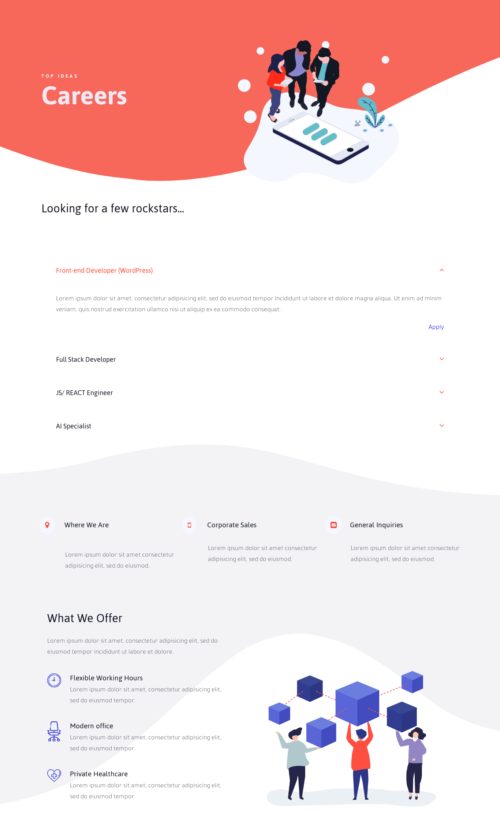 TOP IDEAS
Careers
Looking for a few rockstars...
Front-end Developer (WordPress)
Lorem ipsum dolor sit amet, consectetur adipisicing elit, sed do eiusmod tempor incididunt ut labore et dolore magna aliqua. Ut enim ad minim
veniam, quis nostrud exercitation ullamco nisi ut aliquip ex ea commodo consequat.
Apply
Full Stack Developer
JS/ REACT Engineer
AI Specialist
Where We Are
Lorem ipsum dolor sit amet consectetur
adipisicing elit, sed do eiusmod.
Corporate Sales
Lorem ipsum dolor sit amet consectetur
adipisicing elit, sed do eiusmod.
General Inquiries
Lorem ipsum dolor sit amet consectetur
adipisicing elit, sed do eiusmod.
What We Offer
Lorem ipsum dolor sit amet, consectetur adipisicing elit, sed do
eiusmod tempor incididunt ut labore et dolore.
Flexible Working Hours
Lorem ipsum dolor sit amet, consectetur adipisicing elit,
sed do eiusmod tempor.
Modern office
Lorem ipsum dolor sit amet, consectetur adipisicing elit,
sed do eiusmod tempor.
Private Healthcare
Lorem ipsum dolor sit amet, consectetur adipisicing elit,
sed do eiusmod tempor.